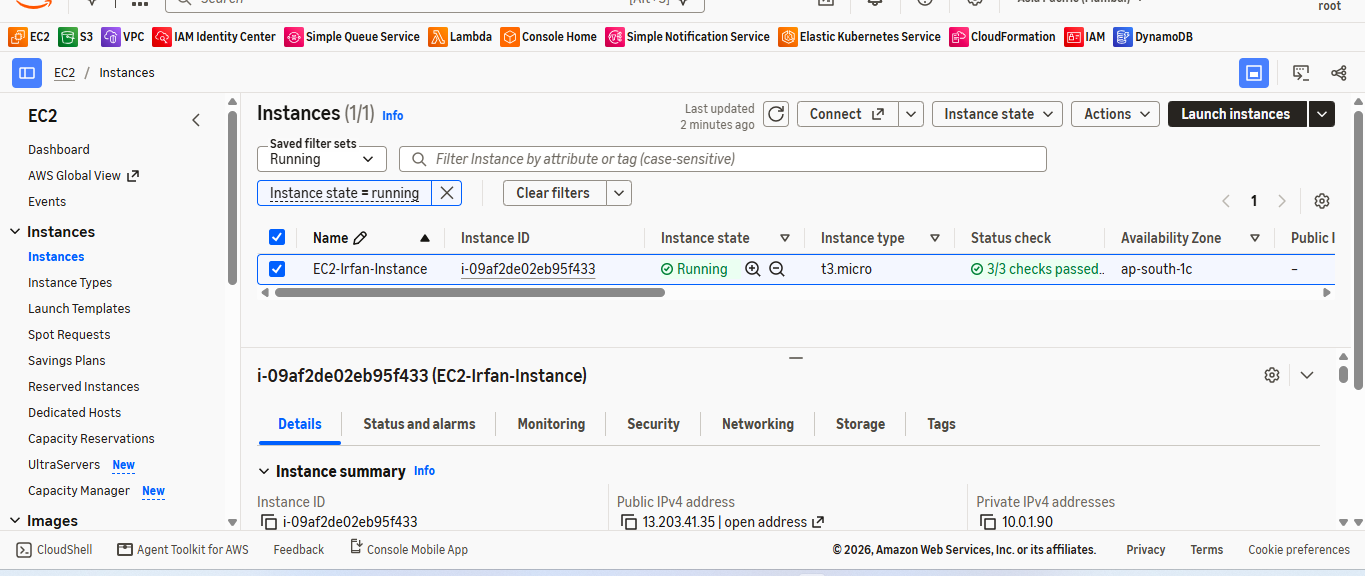 Search
[Alt+S]
Asia Pacific (Mumbai)
root
EC2 S3 VPC IAM Identity Center Simple Queue Service Lambda Console Home Simple Notification Service Elastic Kubernetes Service CloudFormation IAM DynamoDB
EC2 / Instances
EC2
Dashboard
AWS Global View
Events
Instances
Instances
Instance Types
Launch Templates
Spot Requests
Savings Plans
Reserved Instances
Dedicated Hosts
Capacity Reservations
UltraServers New
Capacity Manager New
Images
Instances (1/1) Info
Last updated
2 minutes ago
Connect
Instance state
Actions
Launch instances
Saved filter sets
Running
Filter Instance by attribute or tag (case-sensitive)
Instance state = running
Clear filters
1
Name Instance ID Instance state Instance type Status check Availability Zone Public I
EC2-Irfan-Instance i-09af2de02eb95f433 Running t3.micro 3/3 checks passed.. ap-south-1c –
i-09af2de02eb95f433 (EC2-Irfan-Instance)
Details Status and alarms Monitoring Security Networking Storage Tags
Instance summary Info
Instance ID
i-09af2de02eb95f433
Public IPv4 address
13.203.41.35 | open address
Private IPv4 addresses
10.0.1.90
CloudShell Agent Toolkit for AWS Feedback Console Mobile App © 2026, Amazon Web Services, Inc. or its affiliates. Privacy Terms Cookie preferences